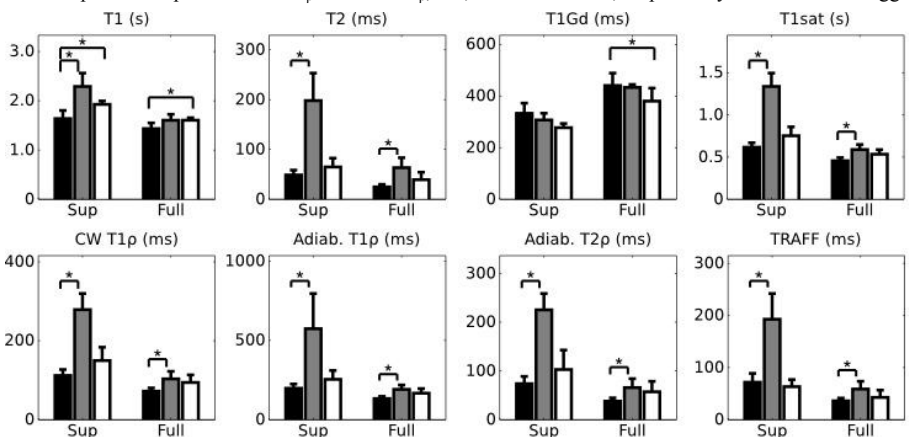 T1 (s)
3.0
2.0
1.0
0
*
*
*
Sup Full
T2 (ms)
300
200
100
0
*
*
Sup Full
T1Gd (ms)
600
400
200
0
*
Sup Full
T1sat (s)
1.5
1.0
0.5
0
*
*
Sup Full
CW T1ρ (ms)
400
200
0
*
*
Sup Full
Adiab. T1ρ (ms)
1000
500
0
*
*
Sup Full
Adiab. T2ρ (ms)
300
200
100
0
*
*
Sup Full
TRAFF (ms)
300
200
100
0
*
*
Sup Full